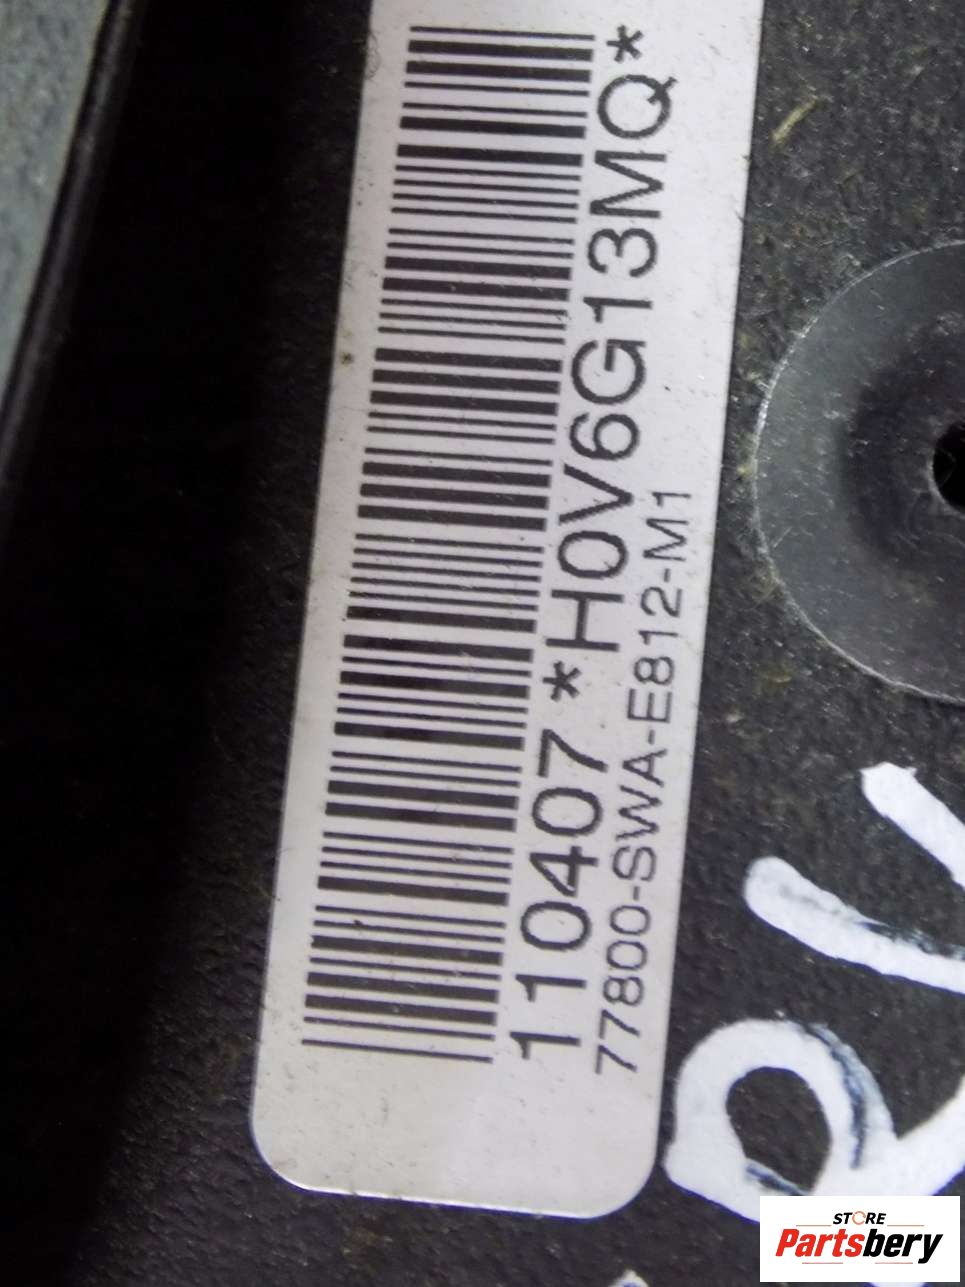 110407*H0V6G13MQ*
77800-SWA-E812-M1
STORE
Partsbery